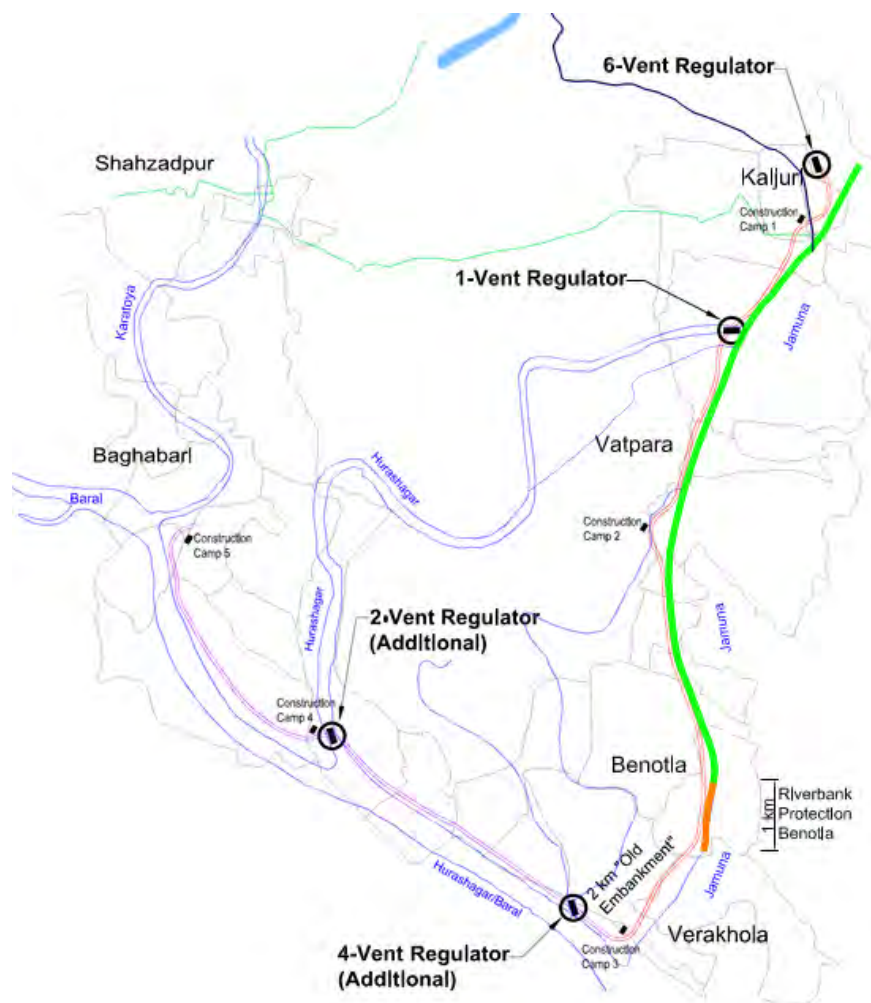 6-Vent Regulator
Shahzadpur
Kaljuri
Construction
Camp 1
1-Vent Regulator
Jamuna
Karatoya
Vatpara
Baghabari
Hurashagar
Baral
Construction
Camp 2
Construction
Camp 5
Hurashagar
Jamuna
2-Vent Regulator
(Additional)
Construction
Camp 4
Benotia
Riverbank
Protection
Benotia
1 km
2 km "Old
Embankment"
Jamuna
Hurashagar/Baral
Verakhola
Construction
Camp 3
4-Vent Regulator
(Additional)